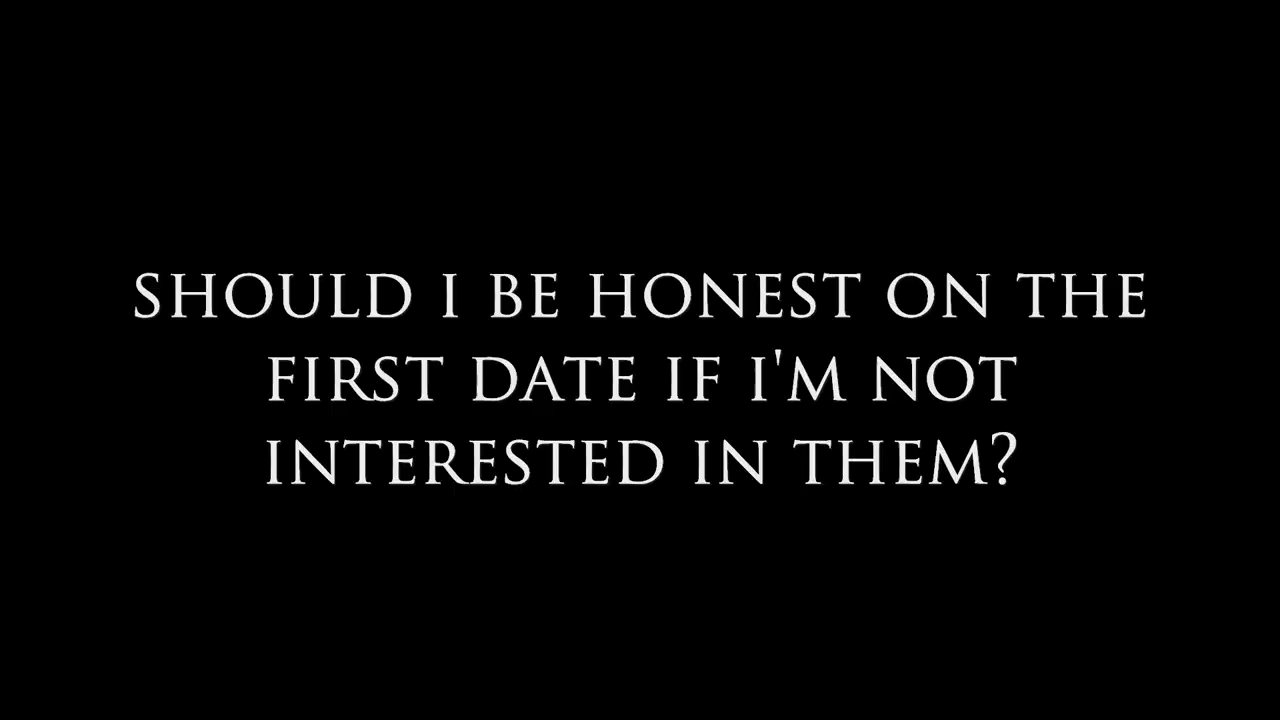 SHOULD I BE HONEST ON THE
FIRST DATE IF I'M NOT
INTERESTED IN THEM?